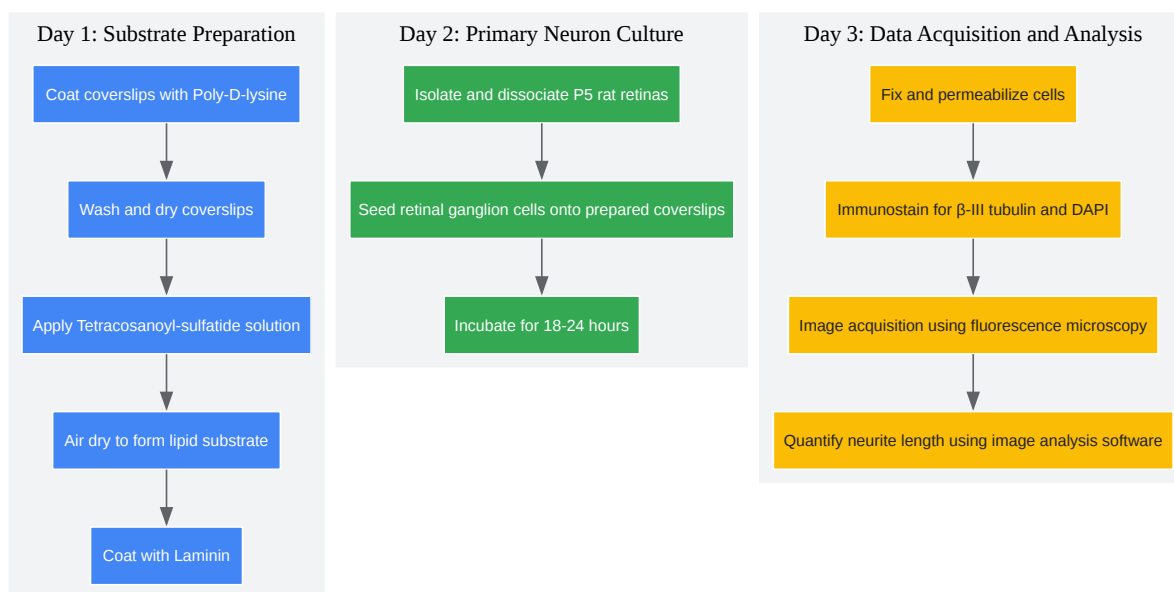 Day 1: Substrate Preparation
Coat coverslips with Poly-D-lysine
Wash and dry coverslips
Apply Tetracosanoyl-sulfatide solution
Air dry to form lipid substrate
Coat with Laminin
Day 2: Primary Neuron Culture
Isolate and dissociate P5 rat retinas
Seed retinal ganglion cells onto prepared coverslips
Incubate for 18-24 hours
Day 3: Data Acquisition and Analysis
Fix and permeabilize cells
Immunostain for β-III tubulin and DAPI
Image acquisition using fluorescence microscopy
Quantify neurite length using image analysis software